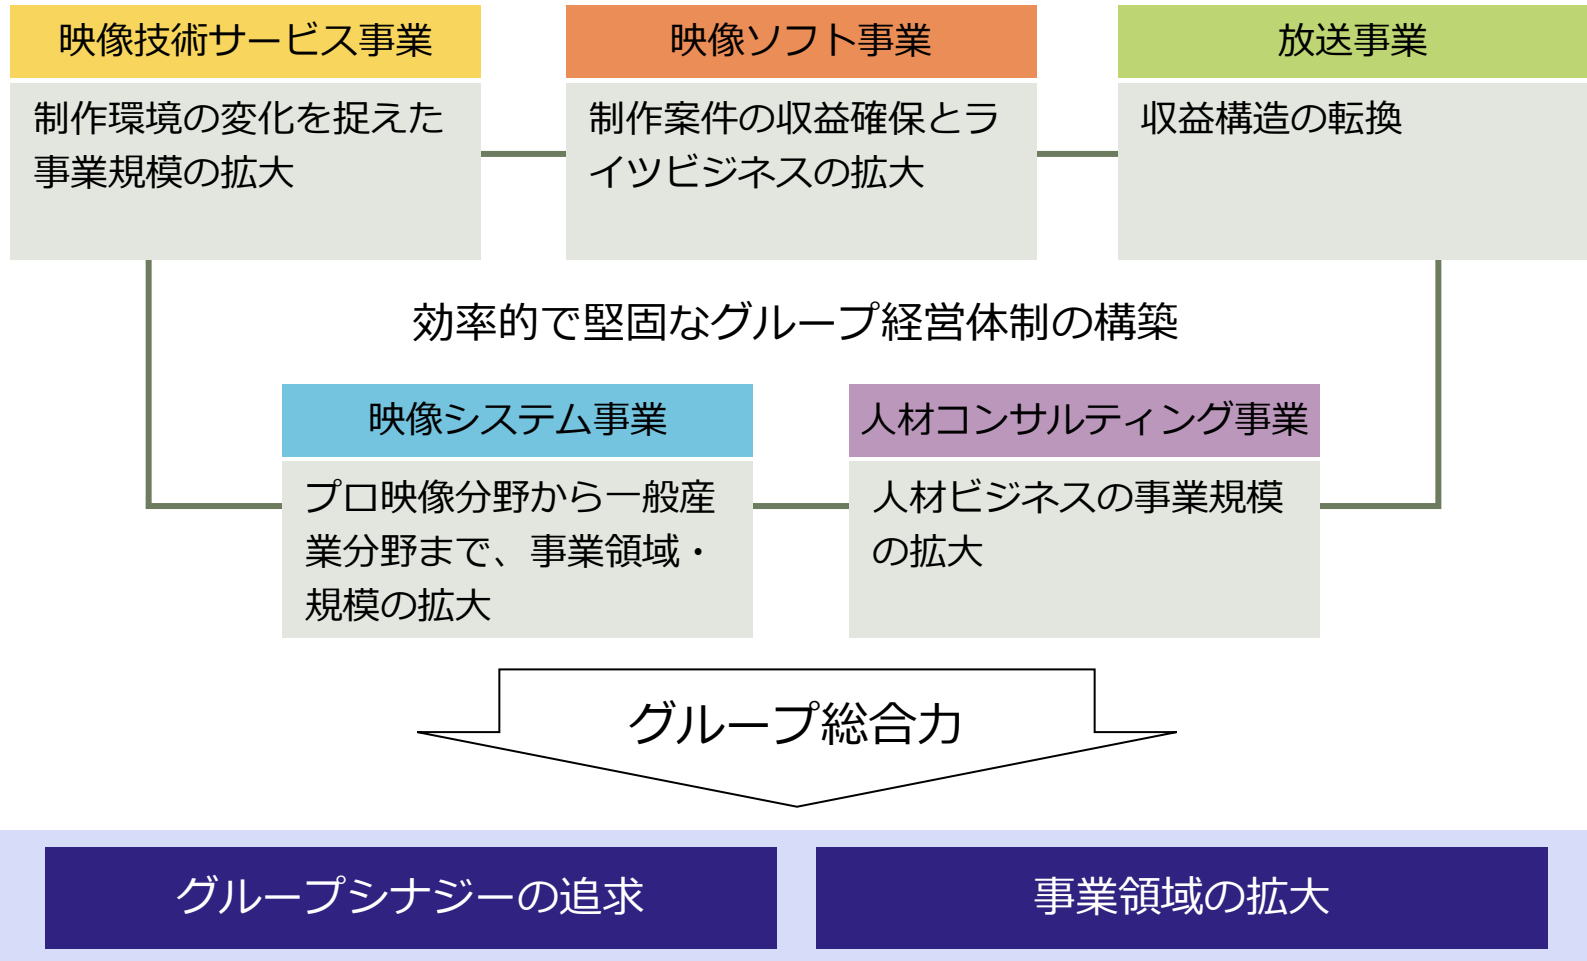 映像技術サービス事業
制作環境の変化を捉えた
事業規模の拡大
映像ソフト事業
制作案件の収益確保とラ
イツビジネスの拡大
放送事業
収益構造の転換
効率的で堅固なグループ経営体制の構築
映像システム事業
プロ映像分野から一般産
業分野まで、事業領域・
規模の拡大
人材コンサルティング事業
人材ビジネスの事業規模
の拡大
グループ総合力
グループシナジーの追求
事業領域の拡大